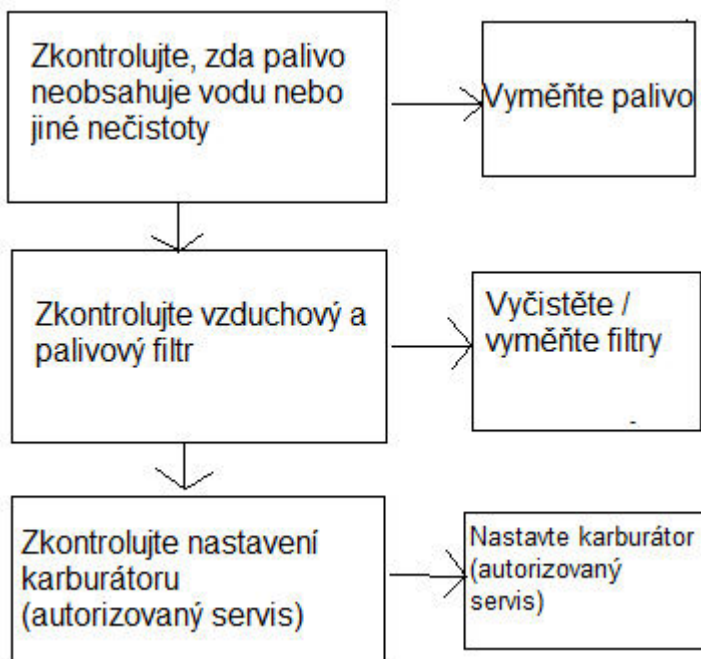 Zkontrolujte, zda palivo
neobsahuje vodu nebo
jiné nečistoty
Vyměňte palivo
Zkontrolujte vzduchový a
palivový filtr
Vyčistěte /
vyměňte filtry
Zkontrolujte nastavení
karburátoru
(autorizovaný servis)
Nastavte karburátor
(autorizovaný
servis)